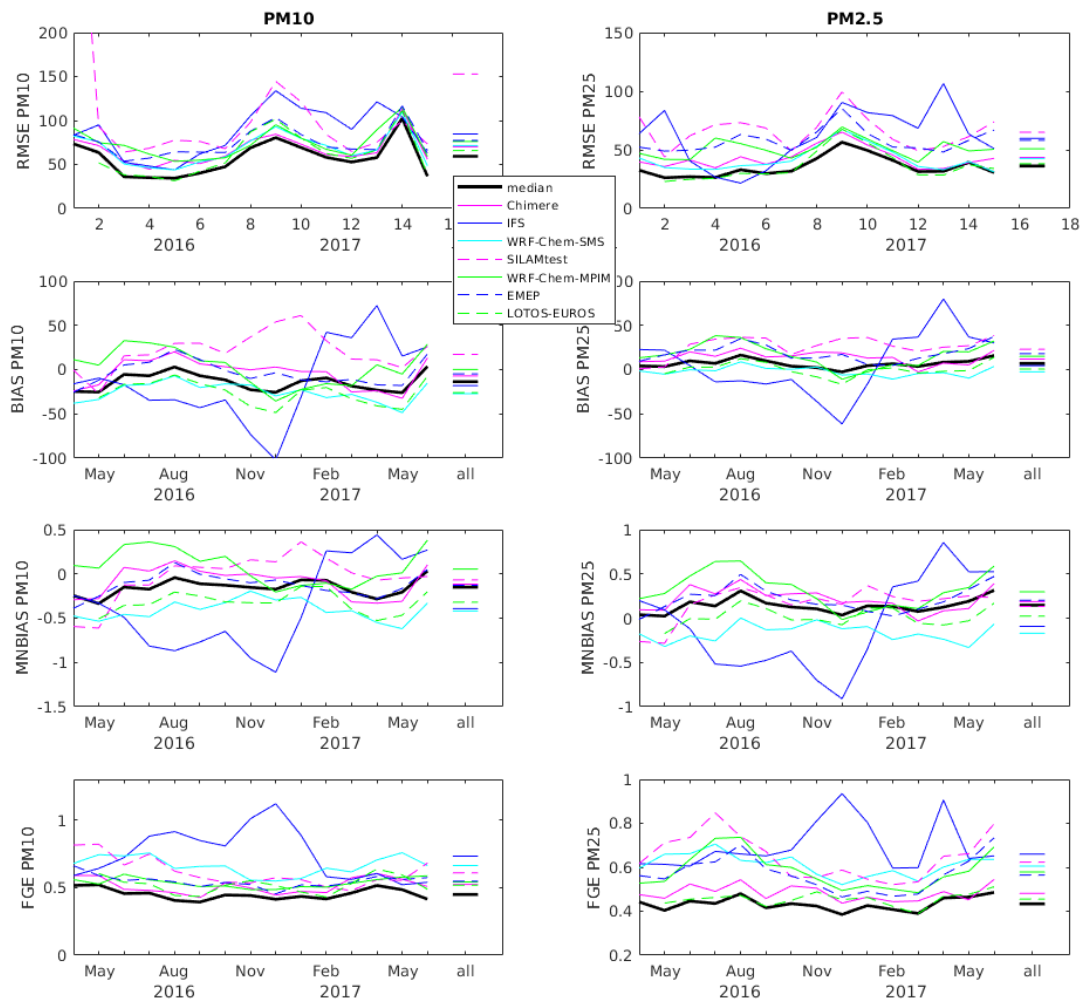 PM10
PM2.5
200
150
100
50
0
RMSE PM10
2 4 6 8 10 12 14
2016 2017
150
100
50
0
RMSE PM25
2 4 6 8 10 12 14 16 18
2016 2017
median
Chimere
IFS
WRF-Chem-SMS
SILAMtest
WRF-Chem-MPIM
EMEP
LOTOS-EUROS
100
50
0
-50
-100
BIAS PM10
May Aug Nov Feb May all
2016 2017
50
0
-50
-100
BIAS PM25
May Aug Nov Feb May all
2016 2017
0.5
0
-0.5
-1
-1.5
MNBIAS PM10
May Aug Nov Feb May all
2016 2017
1
0.5
0
-0.5
-1
MNBIAS PM25
May Aug Nov Feb May all
2016 2017
1
0.5
0
FGE PM10
May Aug Nov Feb May all
2016 2017
1
0.8
0.6
0.4
0.2
FGE PM25
May Aug Nov Feb May all
2016 2017